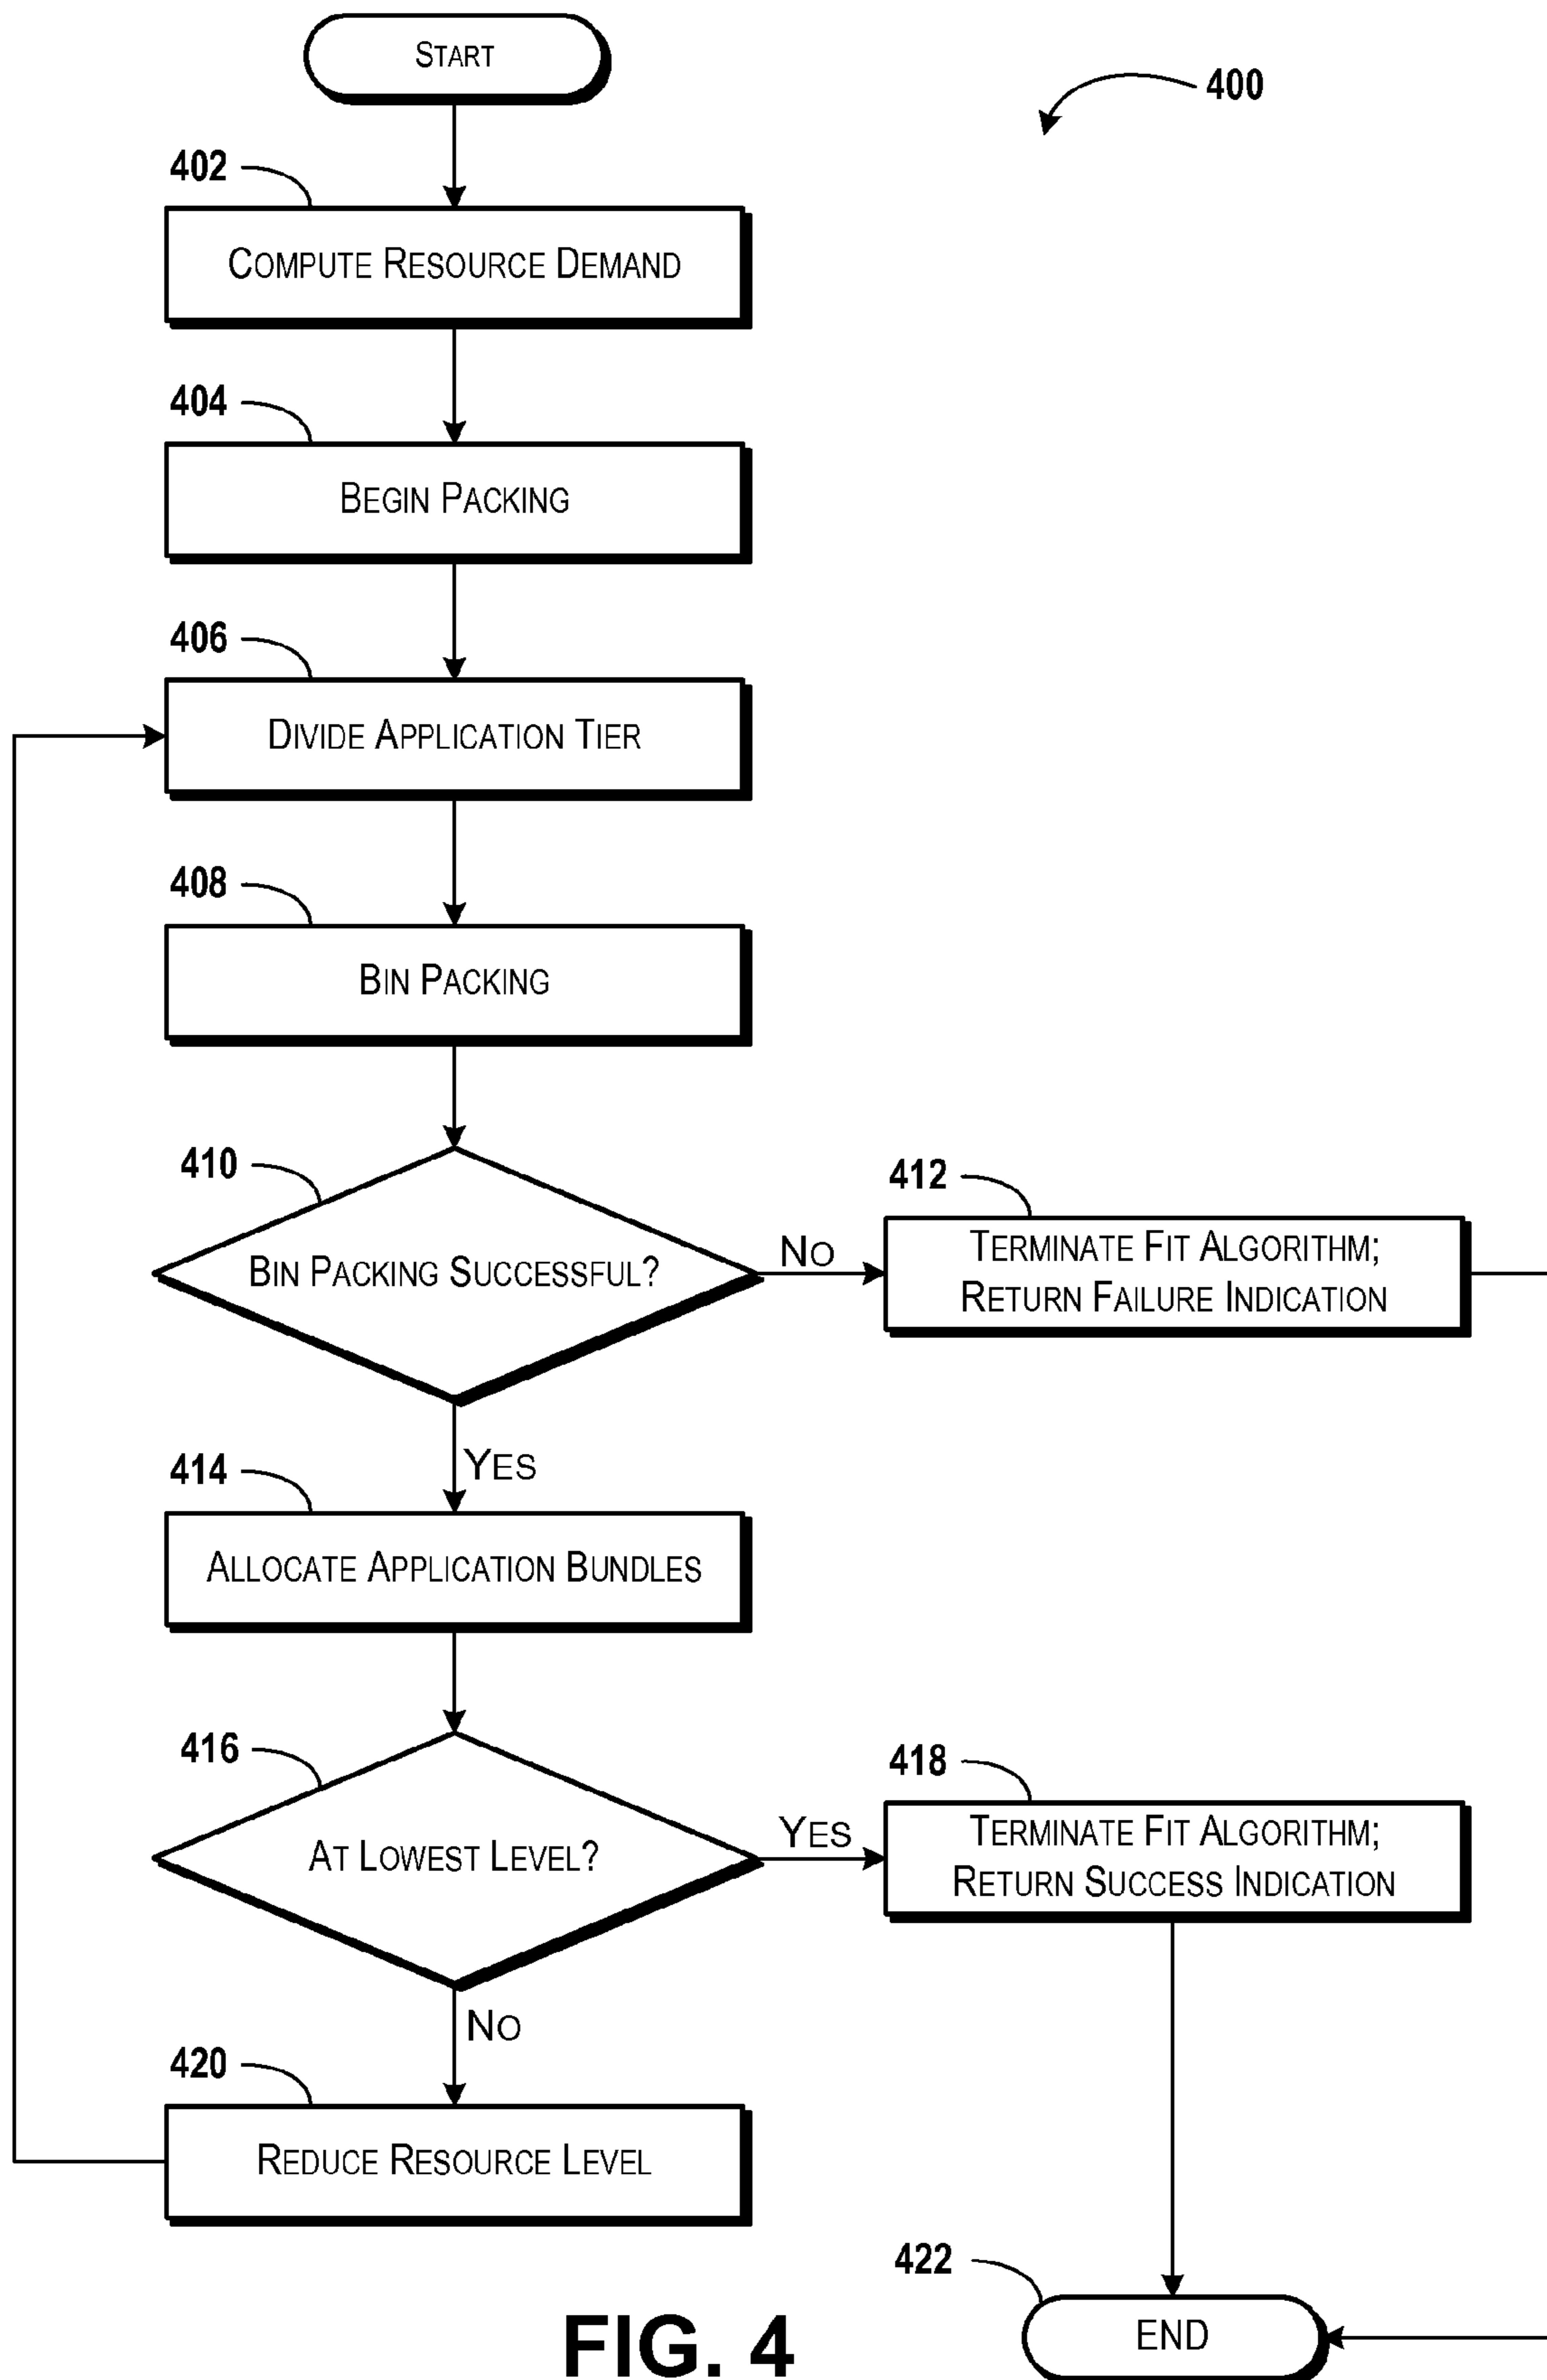 START
400
402
COMPUTE RESOURCE DEMAND
404
BEGIN PACKING
406
DIVIDE APPLICATION TIER
408
BIN PACKING
410
BIN PACKING SUCCESSFUL?
NO
412
TERMINATE FIT ALGORITHM;
RETURN FAILURE INDICATION
YES
414
ALLOCATE APPLICATION BUNDLES
416
AT LOWEST LEVEL?
YES
418
TERMINATE FIT ALGORITHM;
RETURN SUCCESS INDICATION
NO
420
REDUCE RESOURCE LEVEL
422
END
FIG. 4